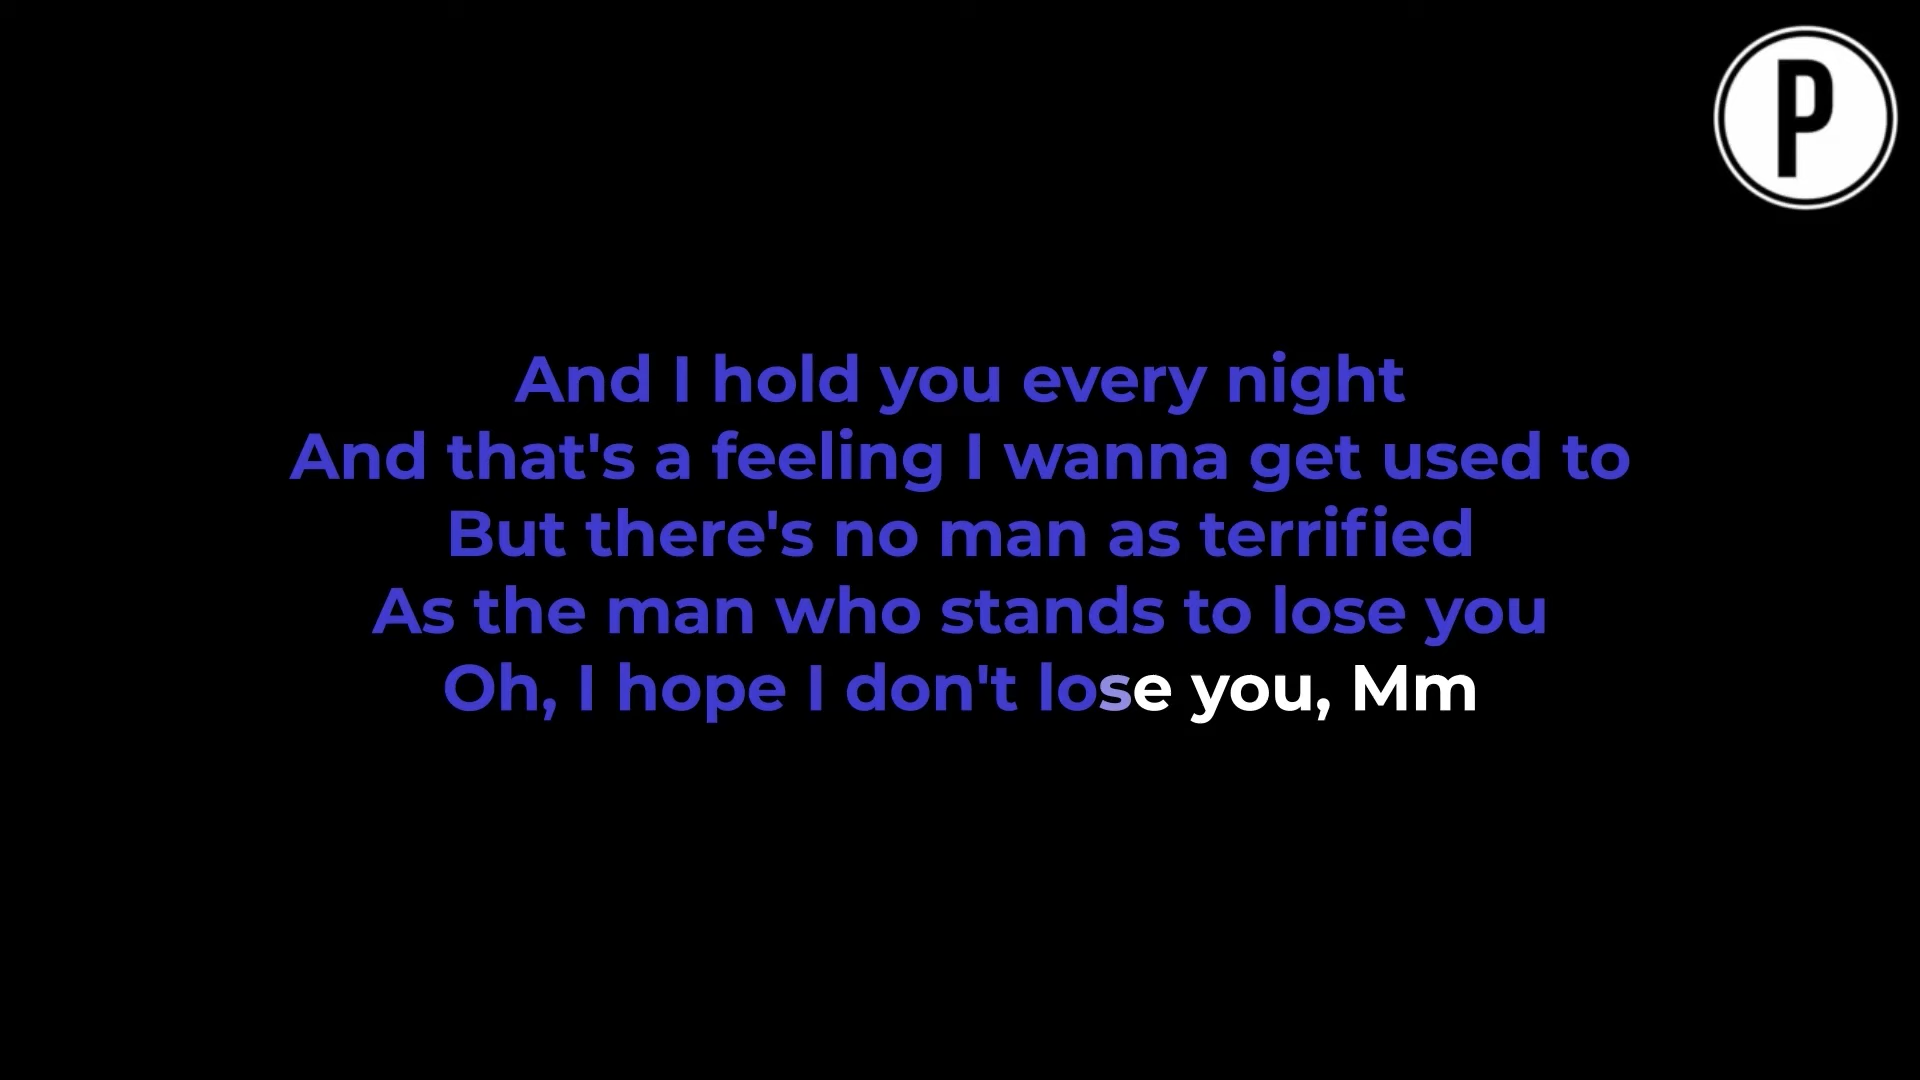 P
And I hold you every night
And that's a feeling I wanna get used to
But there's no man as terrified
As the man who stands to lose you
Oh, I hope I don't lose you, Mm